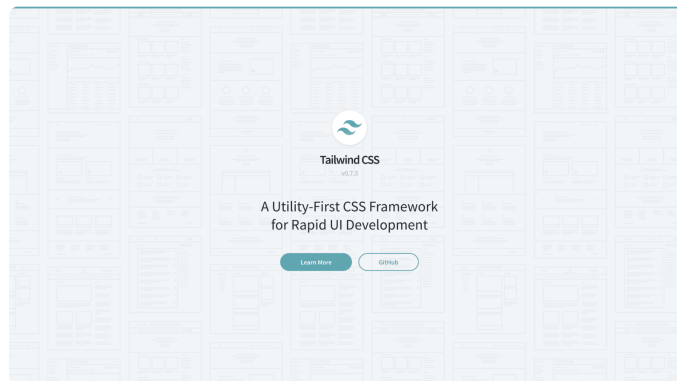 Tailwind CSS
v0.7.3
A Utility-First CSS Framework
for Rapid UI Development
Learn More
GitHub